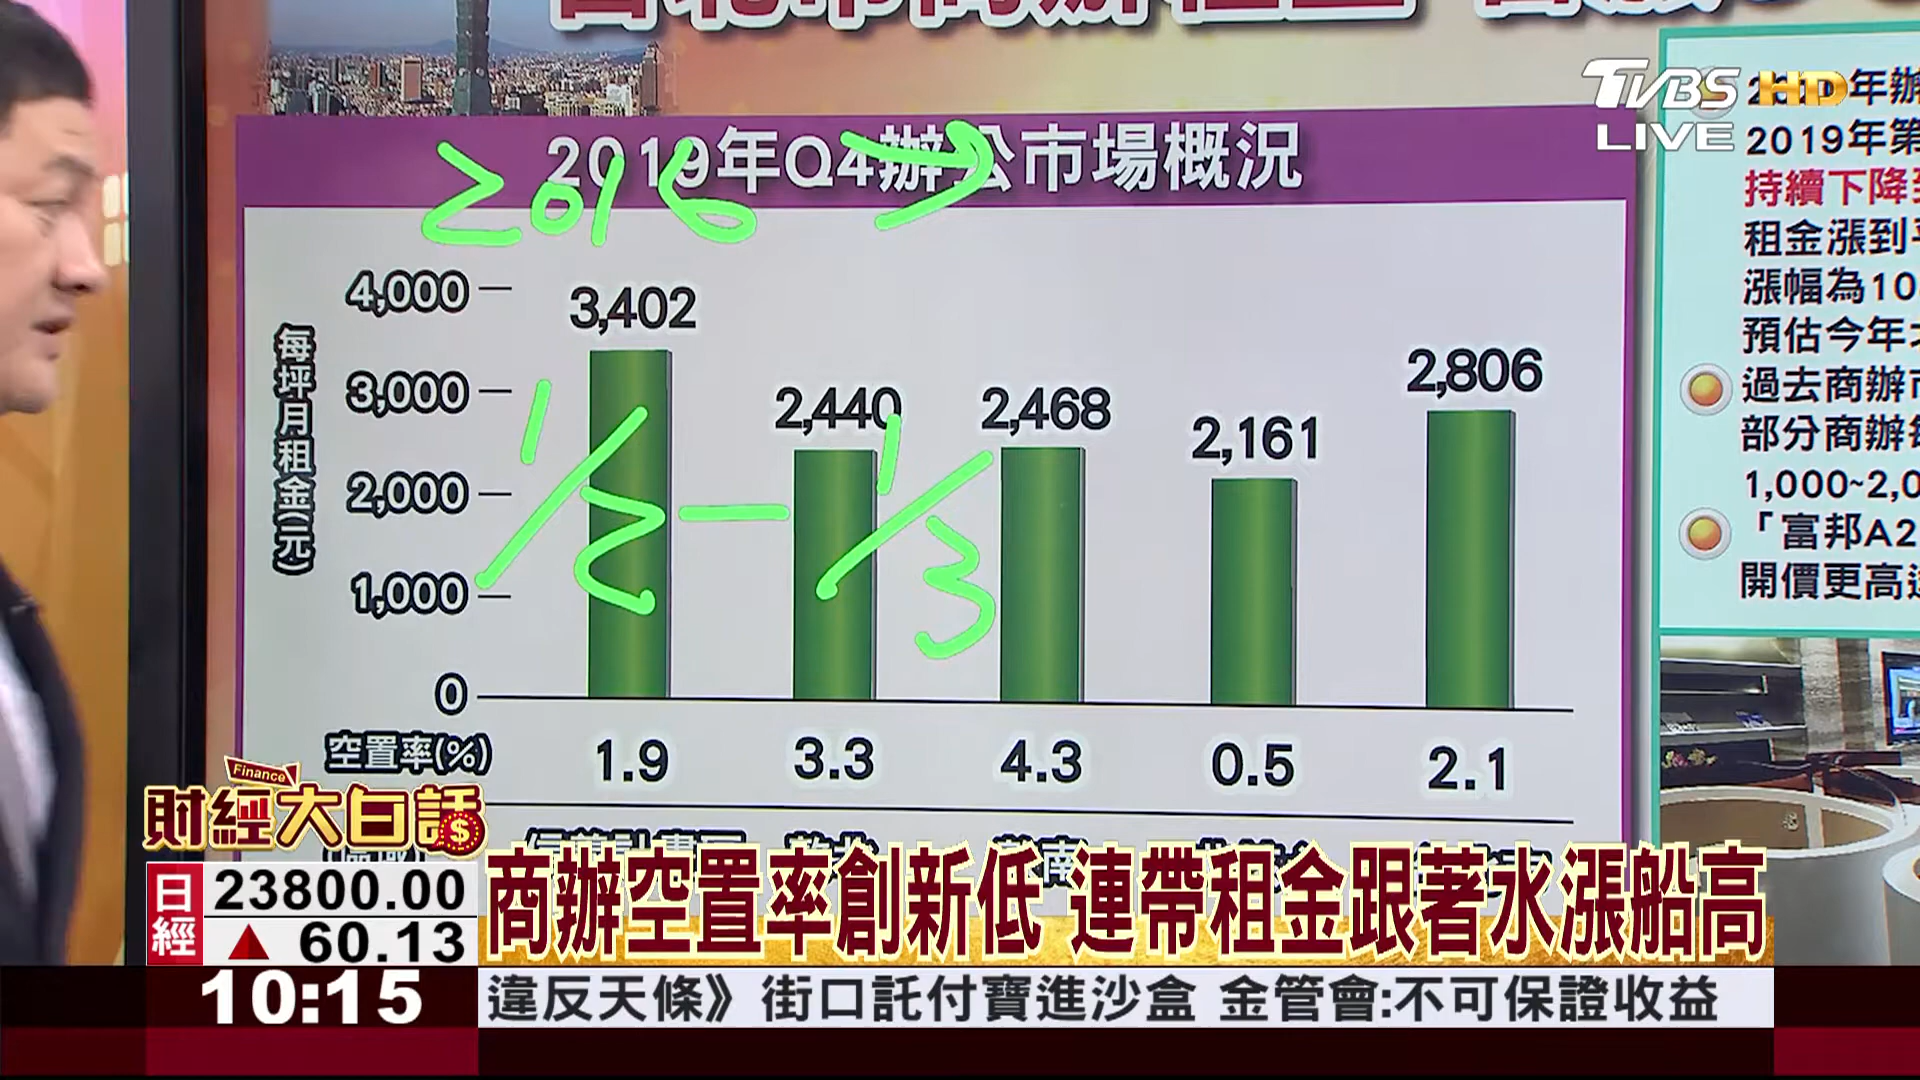 TVBS HD
LIVE
2019年Q4辦公市場概況
2016 →
每坪月租金(元)
4,000
3,000
2,000
1,000
0
3,402
2,440
2,468
2,161
2,806
1/2 — 1/3
空置率(%)
1.9
3.3
4.3
0.5
2.1
年辦
2019年第
持續下降
租金漲到
漲幅為10
預估今年
過去商辦
部分商辦
1,000~2,0
「富邦A2
開價更高
Finance
財經大白話
日經
23800.00
▲ 60.13
10:15
商辦空置率創新低 連帶租金跟著水漲船高
違反天條》街口託付寶進沙盒 金管會:不可保證收益